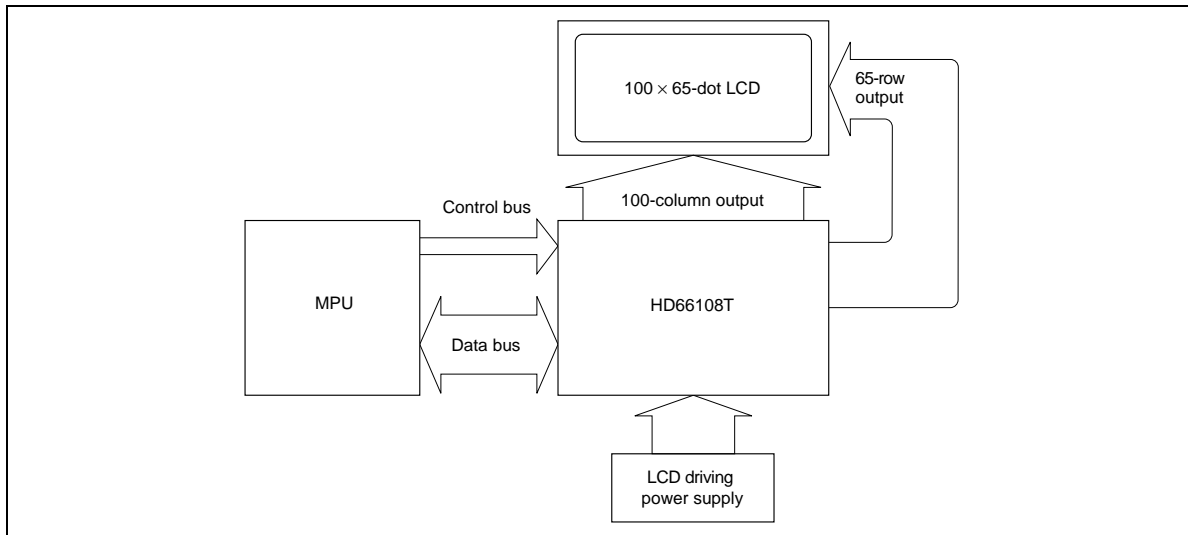 100 × 65-dot LCD
65-row
output
100-column output
Control bus
MPU
HD66108T
Data bus
LCD driving
power supply